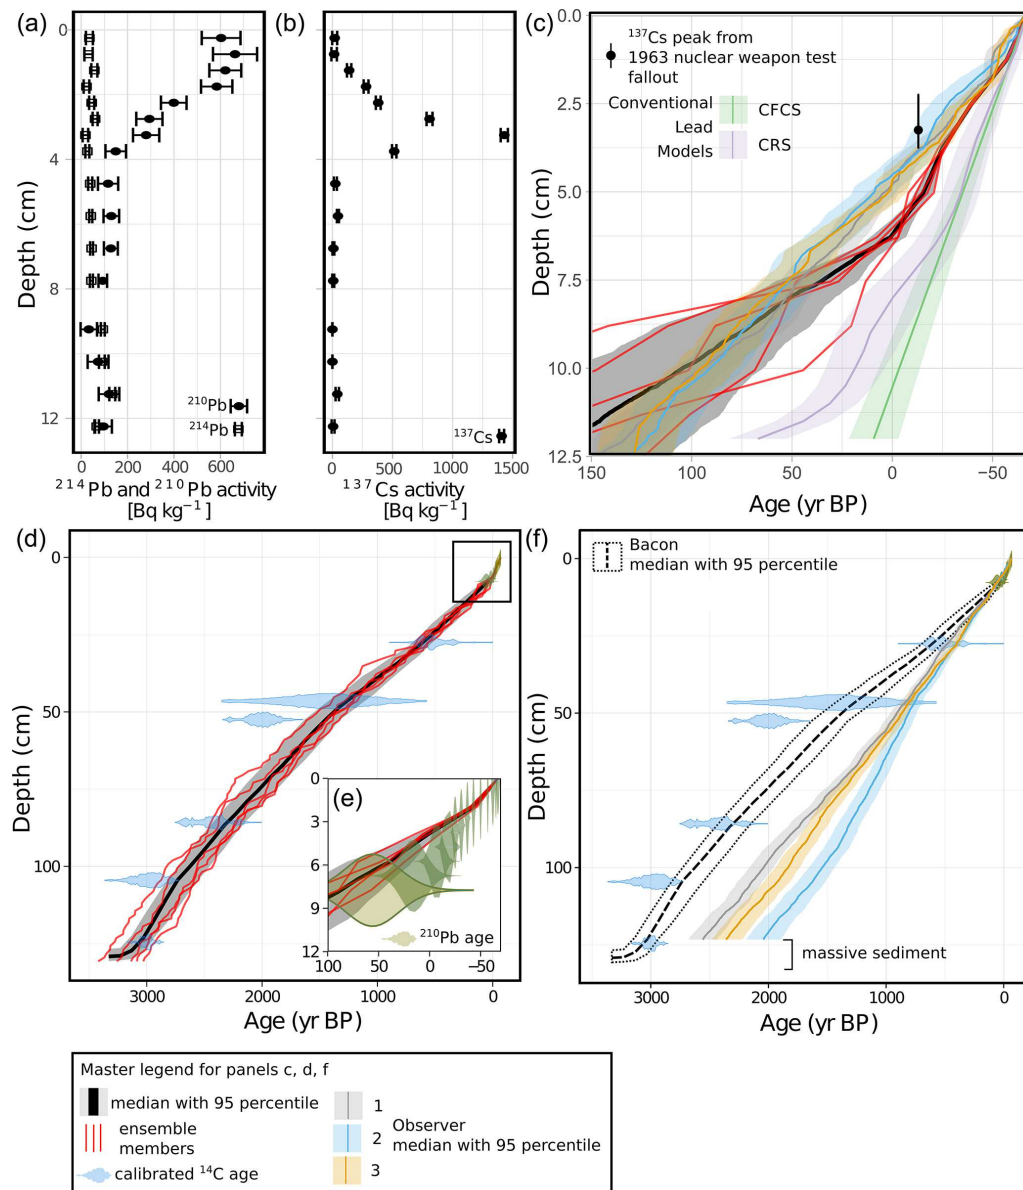 (a)
0
4
8
12
Depth (cm)
²¹⁰Pb
²¹⁴Pb
0
200
400
600
²¹⁴Pb and ²¹⁰Pb activity
[Bq kg⁻¹]
(b)
¹³⁷Cs
0
500
1000
1500
¹³⁷Cs activity
[Bq kg⁻¹]
(c)
0.0
2.5
5.0
7.5
10.0
12.5
Depth (cm)
¹³⁷Cs peak from
1963 nuclear weapon test
fallout
Conventional
Lead
Models
CFCS
CRS
150
100
50
0
−50
Age (yr BP)
(d)
0
50
100
Depth (cm)
3000
2000
1000
0
Age (yr BP)
(e)
0
3
6
9
12
²¹⁰Pb age
100
50
0
−50
(f)
Bacon
median with 95 percentile
0
50
100
Depth (cm)
massive sediment
3000
2000
1000
0
Age (yr BP)
Master legend for panels c, d, f
median with 95 percentile
ensemble
members
calibrated ¹⁴C age
1
2
3
Observer
median with 95 percentile